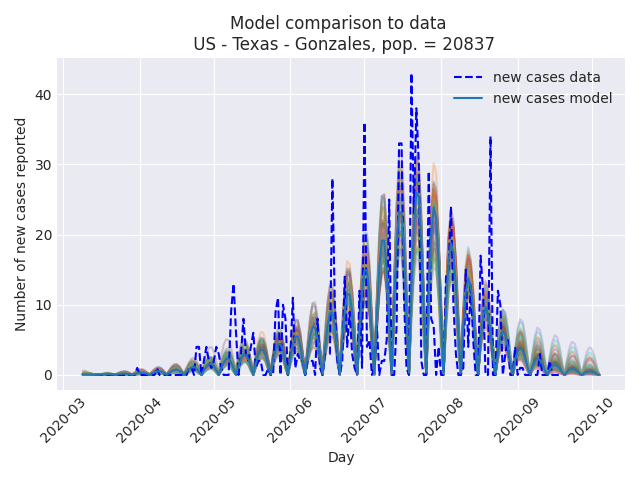 Model comparison to data
US - Texas - Gonzales, pop. = 20837
new cases data
new cases model
Number of new cases reported
40
30
20
10
0
2020-03
2020-04
2020-05
2020-06
2020-07
2020-08
2020-09
2020-10
Day